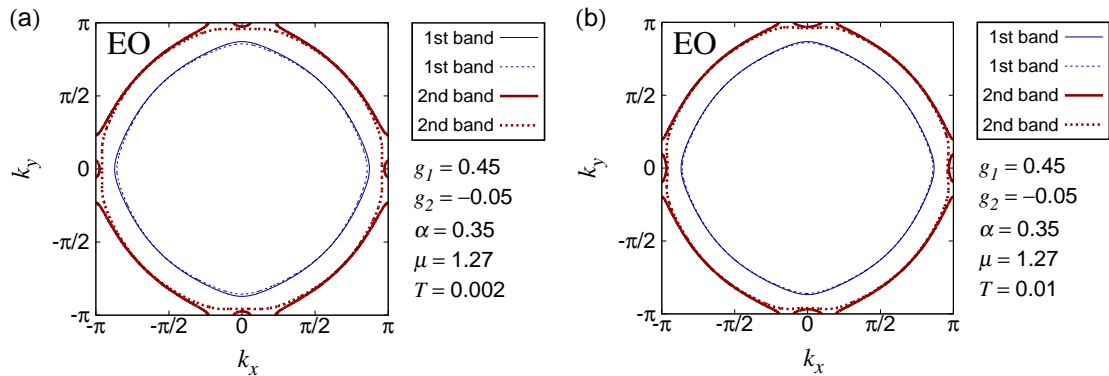 (a)
EO
π
π/2
0
-π/2
-π
-π
-π/2
0
π/2
π
k_y
k_x
1st band
1st band
2nd band
2nd band
g_1 = 0.45
g_2 = −0.05
α = 0.35
μ = 1.27
T = 0.002
(b)
EO
π
π/2
0
-π/2
-π
-π
-π/2
0
π/2
π
k_y
k_x
1st band
1st band
2nd band
2nd band
g_1 = 0.45
g_2 = −0.05
α = 0.35
μ = 1.27
T = 0.01